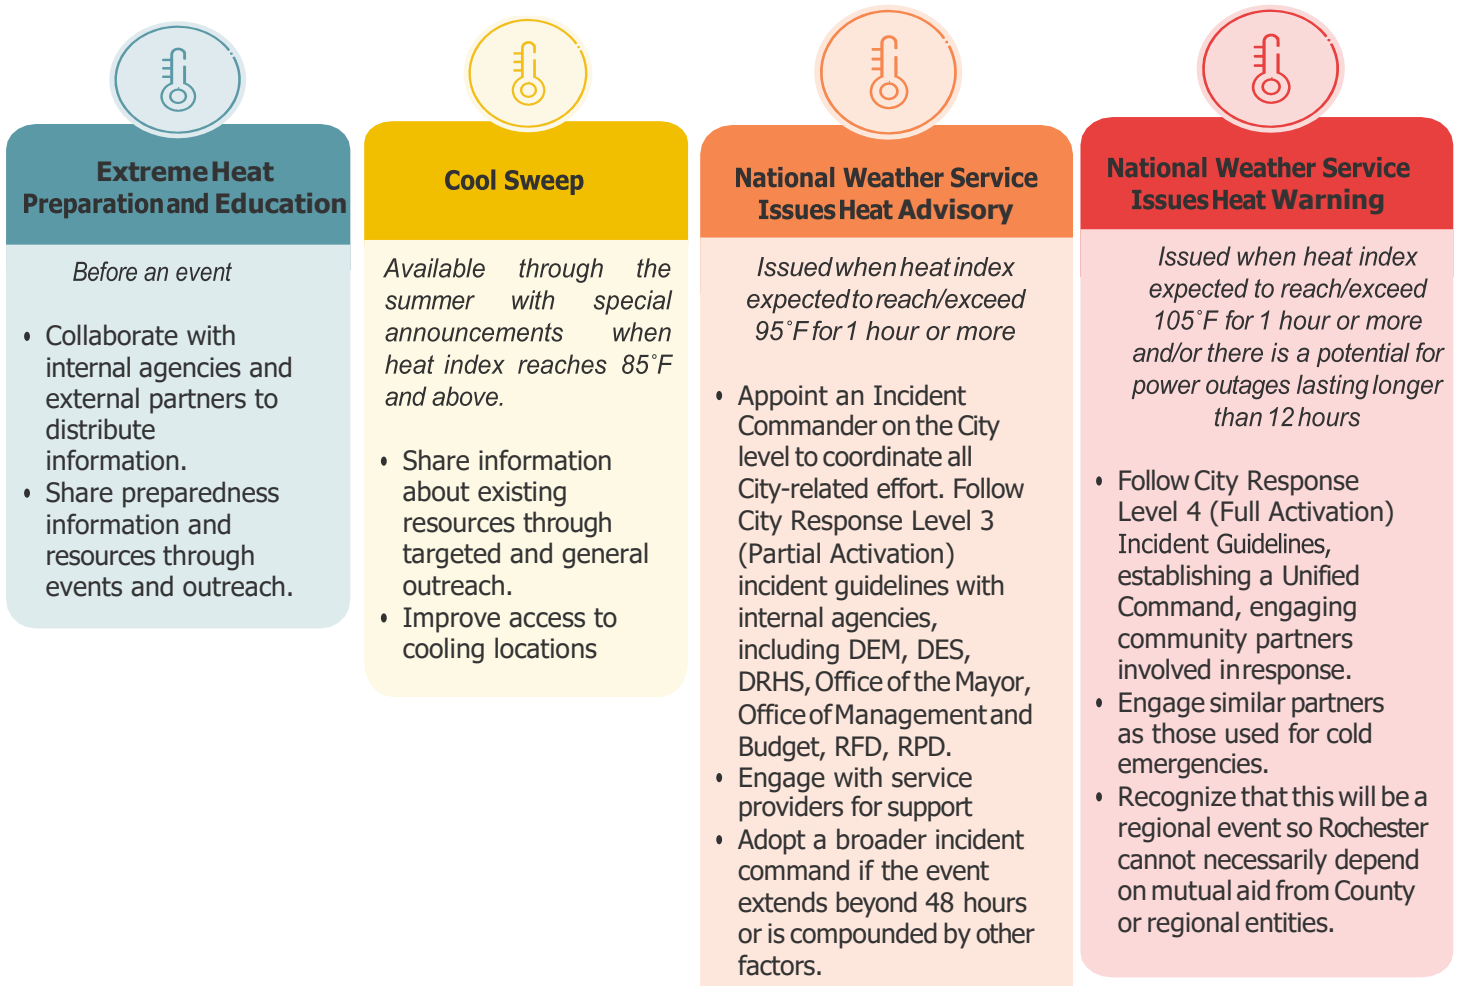 Extreme Heat
Preparation and Education
Before an event
• Collaborate with
internal agencies and
external partners to
distribute
information.
• Share preparedness
information and
resources through
events and outreach.
Cool Sweep
Available through the
summer with special
announcements when
heat index reaches 85˚F
and above.
• Share information
about existing
resources through
targeted and general
outreach.
• Improve access to
cooling locations
National Weather Service
Issues Heat Advisory
Issued when heat index
expected to reach/exceed
95˚F for 1 hour or more
• Appoint an Incident
Commander on the City
level to coordinate all
City-related effort. Follow
City Response Level 3
(Partial Activation)
incident guidelines with
internal agencies,
including DEM, DES,
DRHS, Office of the Mayor,
Office of Management and
Budget, RFD, RPD.
• Engage with service
providers for support
• Adopt a broader incident
command if the event
extends beyond 48 hours
or is compounded by other
factors.
National Weather Service
Issues Heat Warning
Issued when heat index
expected to reach/exceed
105˚F for 1 hour or more
and/or there is a potential for
power outages lasting longer
than 12 hours
• Follow City Response
Level 4 (Full Activation)
Incident Guidelines,
establishing a Unified
Command, engaging
community partners
involved in response.
• Engage similar partners
as those used for cold
emergencies.
• Recognize that this will be a
regional event so Rochester
cannot necessarily depend
on mutual aid from County
or regional entities.